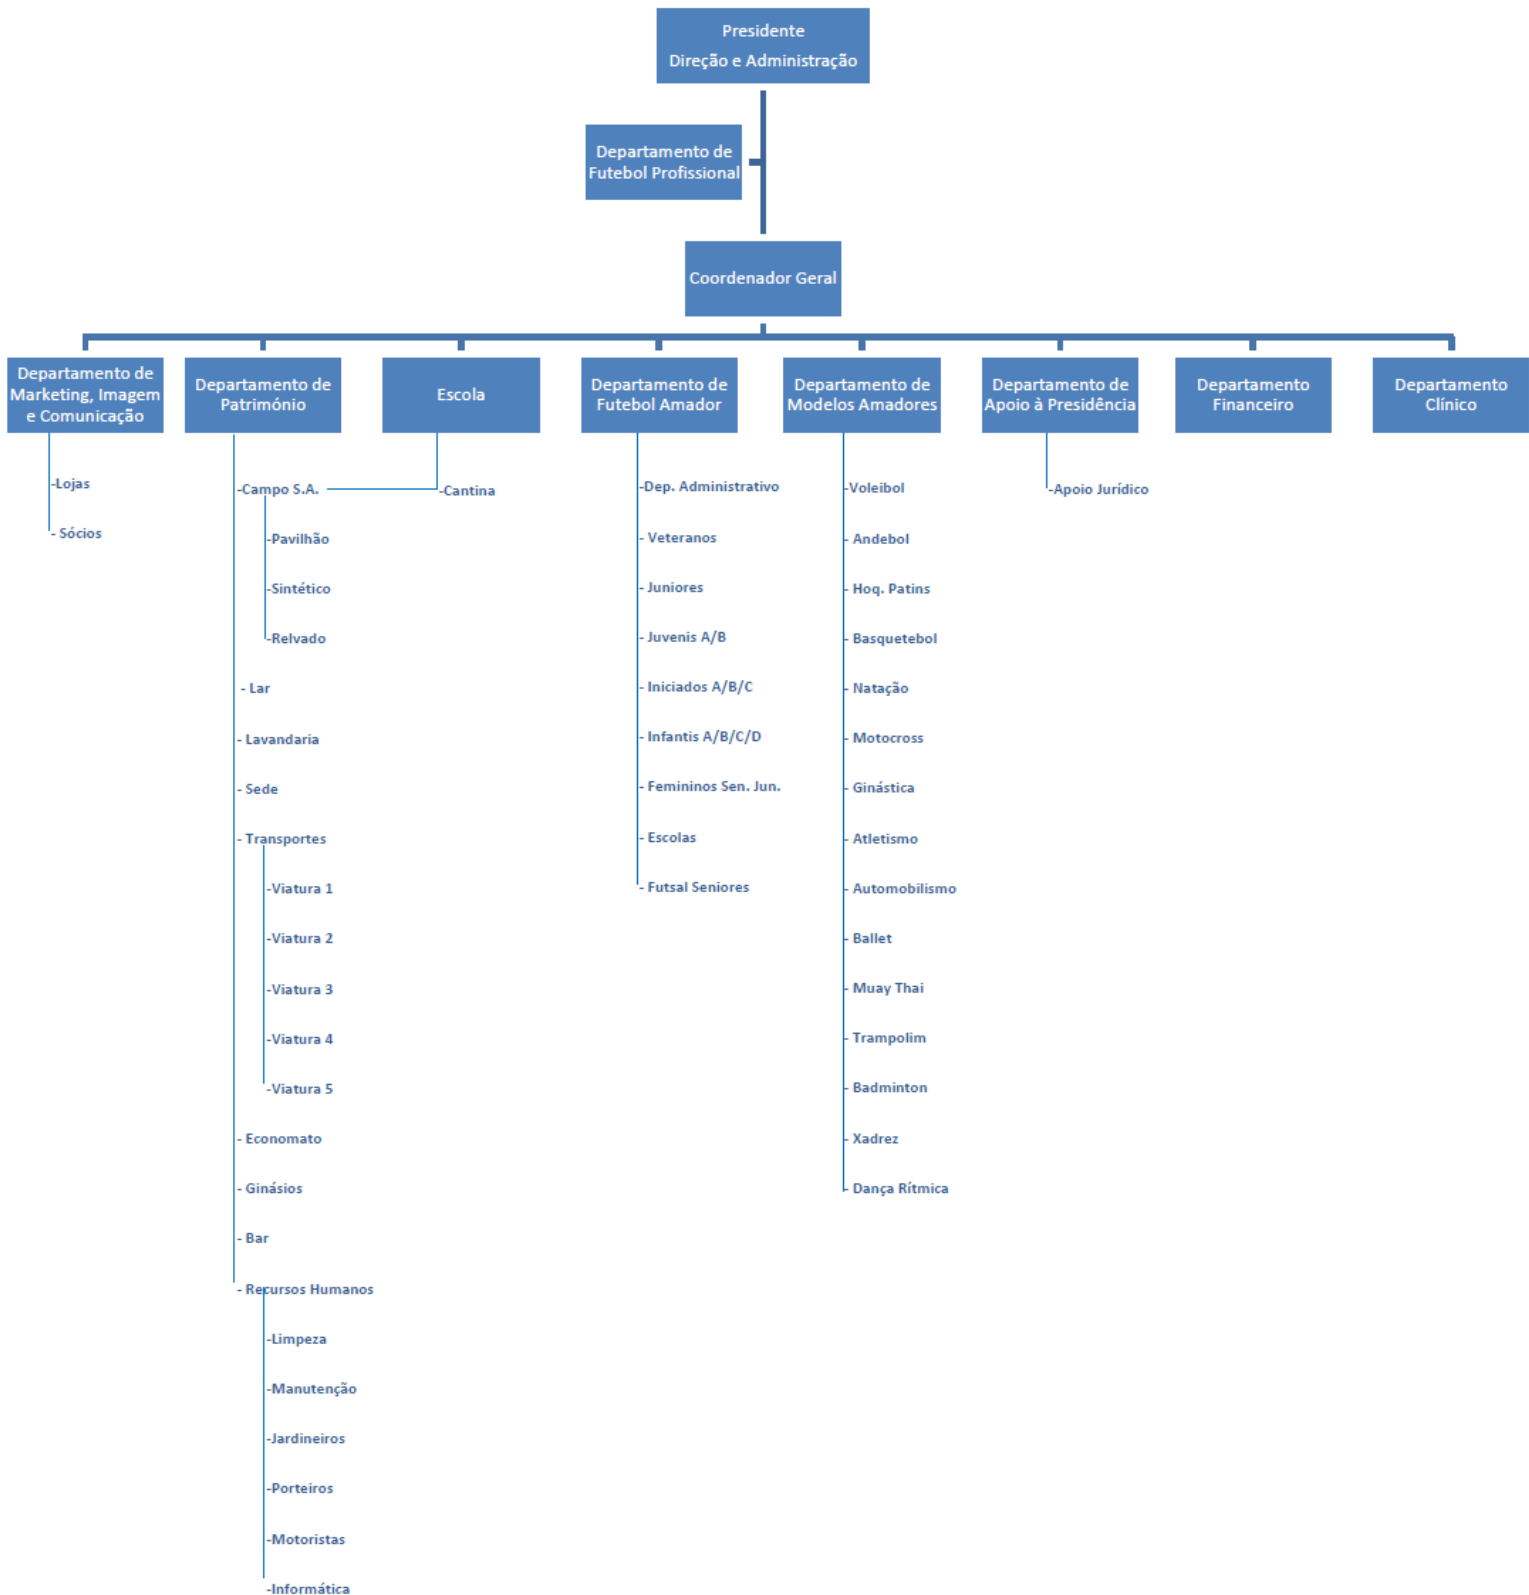 Presidente
Direção e Administração
Departamento de
Futebol Profissional
Coordenador Geral
Departamento de
Marketing, Imagem
e Comunicação
-Lojas
- Sócios
Departamento de
Património
-Campo S.A.
-Pavilhão
-Sintético
-Relvado
- Lar
- Lavandaria
- Sede
- Transportes
-Viatura 1
-Viatura 2
-Viatura 3
-Viatura 4
-Viatura 5
- Economato
- Ginásios
- Bar
- Recursos Humanos
-Limpeza
-Manutenção
-Jardineiros
-Porteiros
-Motoristas
-Informática
Escola
-Cantina
Departamento de
Futebol Amador
-Dep. Administrativo
- Veteranos
- Juniores
- Juvenis A/B
- Iniciados A/B/C
- Infantis A/B/C/D
- Femininos Sen. Jun.
- Escolas
- Futsal Seniores
Departamento de
Modelos Amadores
-Voleibol
- Andebol
- Hoq. Patins
- Basquetebol
- Natação
- Motocross
- Ginástica
- Atletismo
- Automobilismo
- Ballet
- Muay Thai
- Trampolim
- Badminton
- Xadrez
- Dança Rítmica
Departamento de
Apoio à Presidência
-Apoio Jurídico
Departamento
Financeiro
Departamento
Clínico